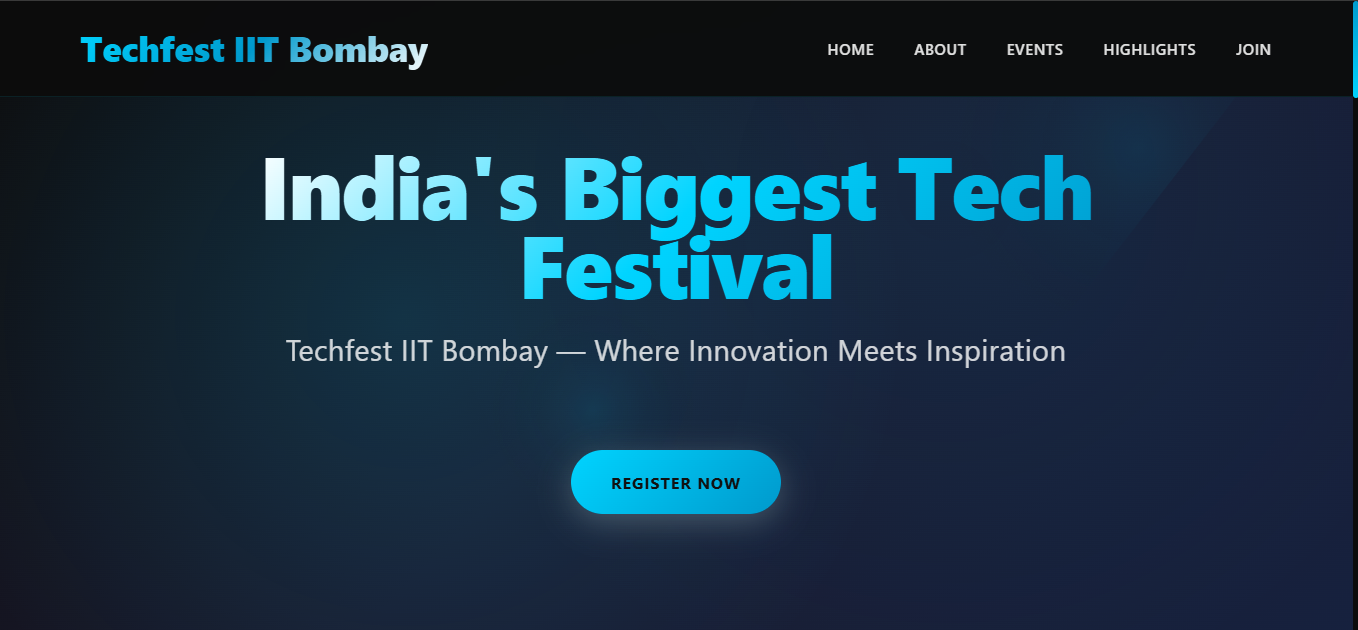 Techfest IIT Bombay
HOME ABOUT EVENTS HIGHLIGHTS JOIN
India's Biggest Tech
Festival
Techfest IIT Bombay — Where Innovation Meets Inspiration
REGISTER NOW